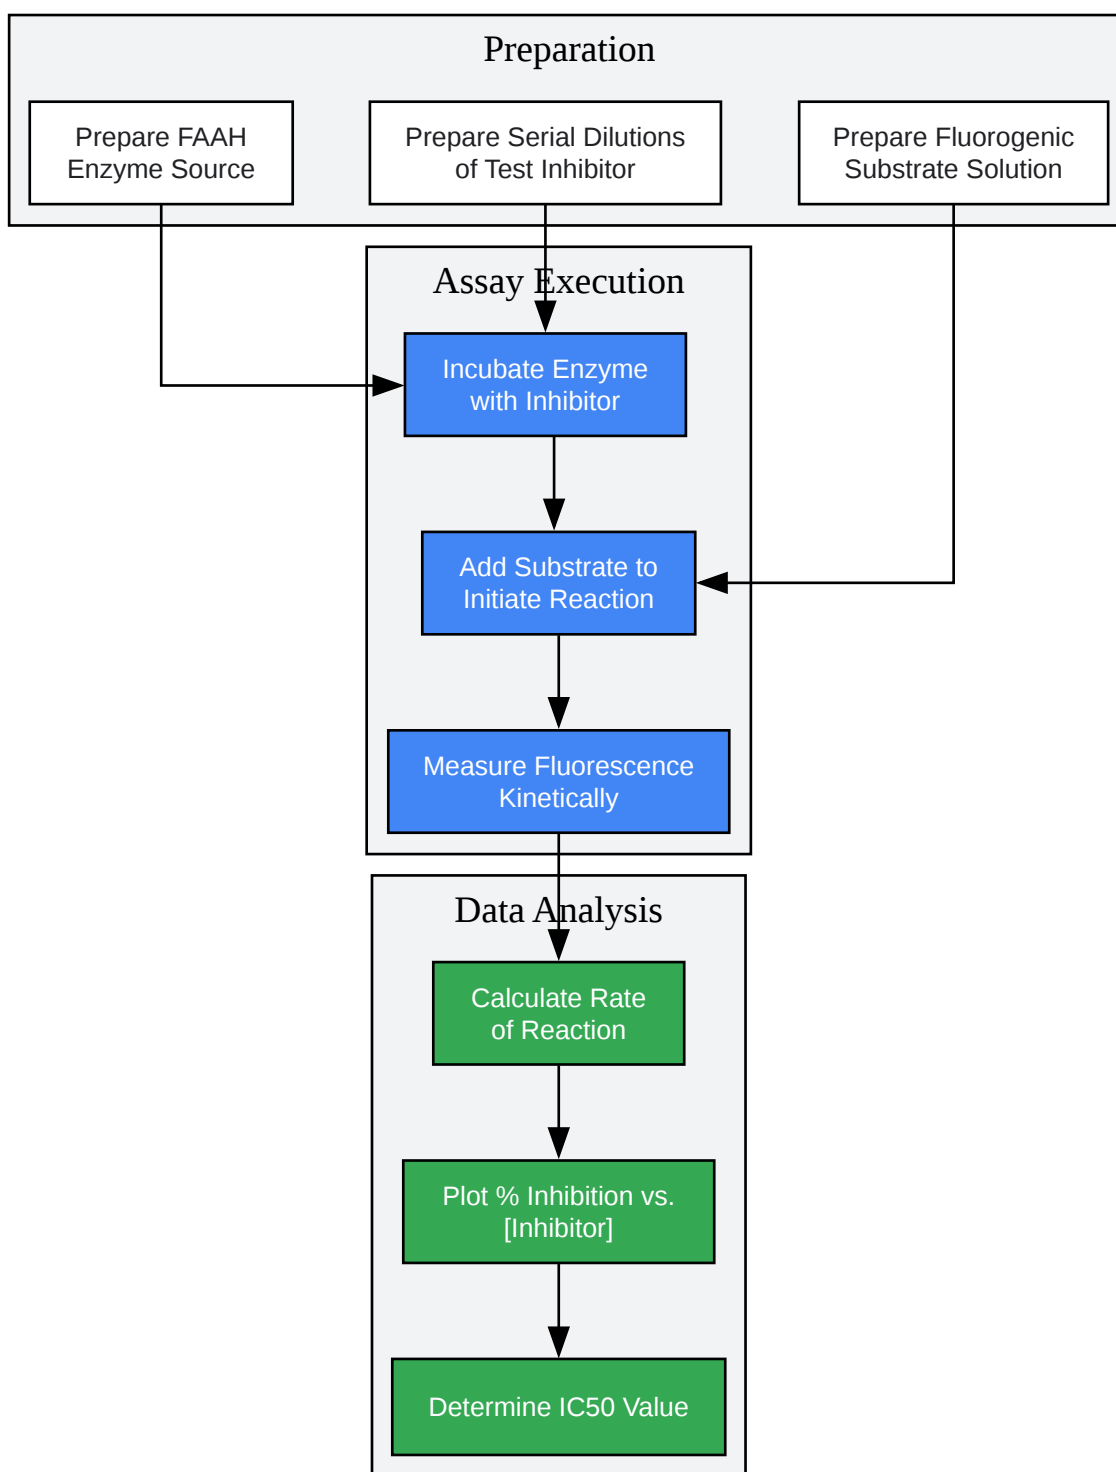 Preparation
Prepare FAAH
Enzyme Source
Prepare Serial Dilutions
of Test Inhibitor
Prepare Fluorogenic
Substrate Solution
Assay Execution
Incubate Enzyme
with Inhibitor
Add Substrate to
Initiate Reaction
Measure Fluorescence
Kinetically
Data Analysis
Calculate Rate
of Reaction
Plot % Inhibition vs.
[Inhibitor]
Determine IC50 Value